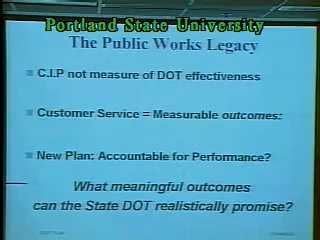 Portland State University
The Public Works Legacy
C.I.P not measure of DOT effectiveness
Customer Service = Measurable outcomes:
New Plan: Accountable for Performance?
What meaningful outcomes
can the State DOT realistically promise?